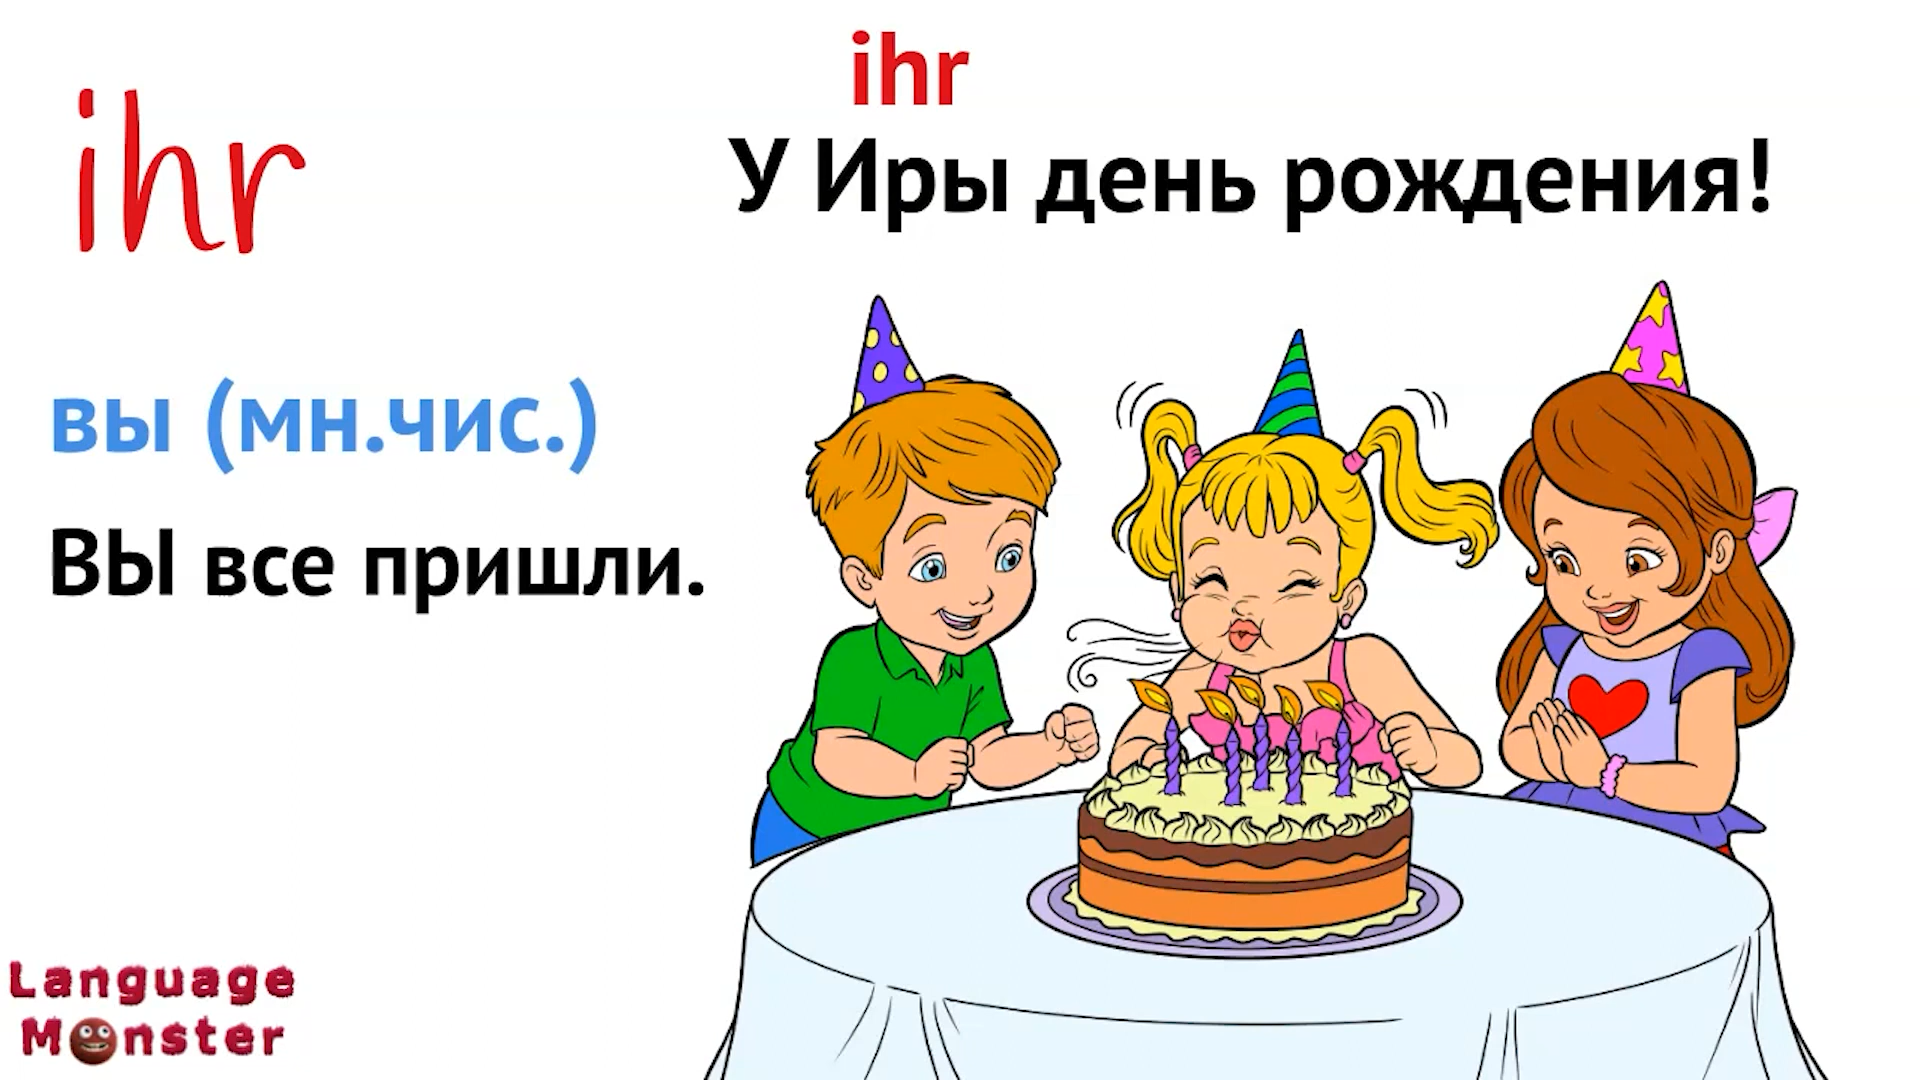 ihr
ihr
У Иры день рождения!
вы (мн.чис.)
ВЫ все пришли.
Language
Monster